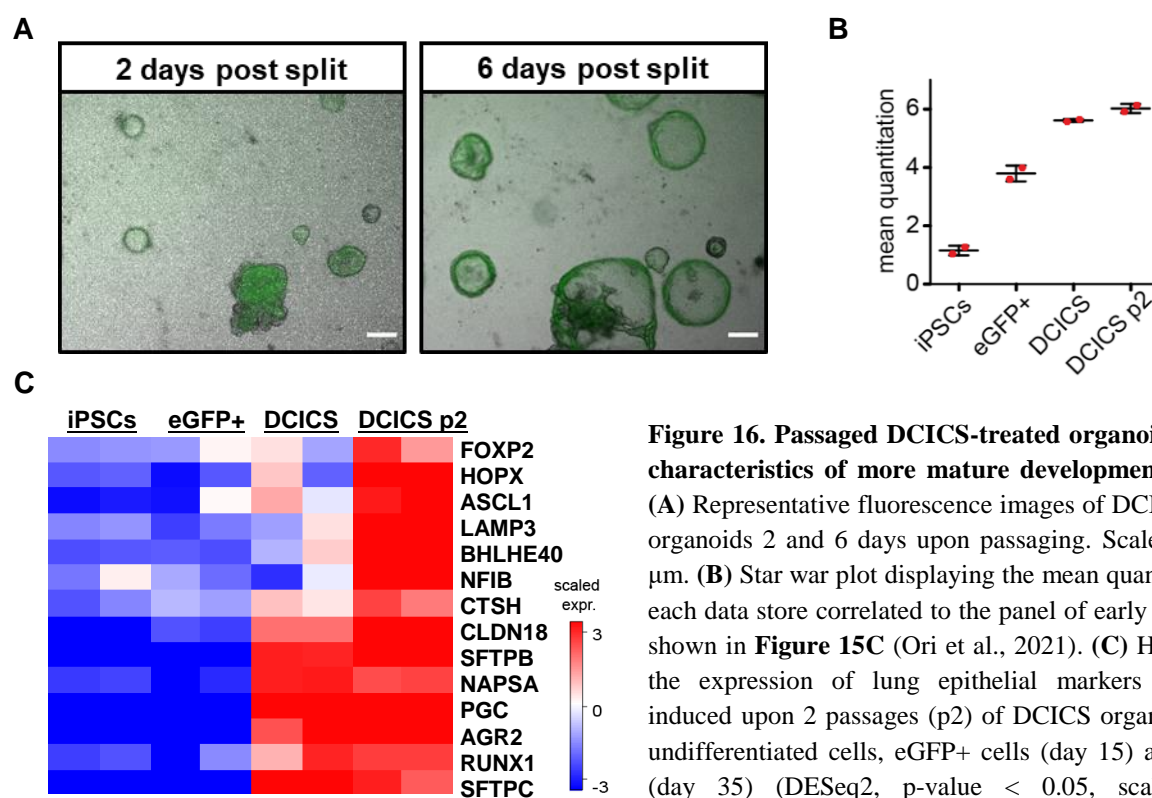 A
B
2 days post split
6 days post split
mean quantitation
6
4
2
0
iPSCs
eGFP+
DCICS
DCICS p2
C
iPSCs eGFP+ DCICS DCICS p2
FOXP2
HOPX
ASCL1
LAMP3
BHLHE40
NFIB
CTSH
CLDN18
SFTPB
NAPSA
PGC
AGR2
RUNX1
SFTPC
scaled
expr.
3
0
-3
Figure 16. Passaged DCICS-treated organoi
characteristics of more mature developmen
(A) Representative fluorescence images of DCI
organoids 2 and 6 days upon passaging. Scale
μm. (B) Star war plot displaying the mean quan
each data store correlated to the panel of early
shown in Figure 15C (Ori et al., 2021). (C) H
the expression of lung epithelial markers
induced upon 2 passages (p2) of DCICS organ
undifferentiated cells, eGFP+ cells (day 15) a
(day 35) (DESeq2, p-value < 0.05, sca